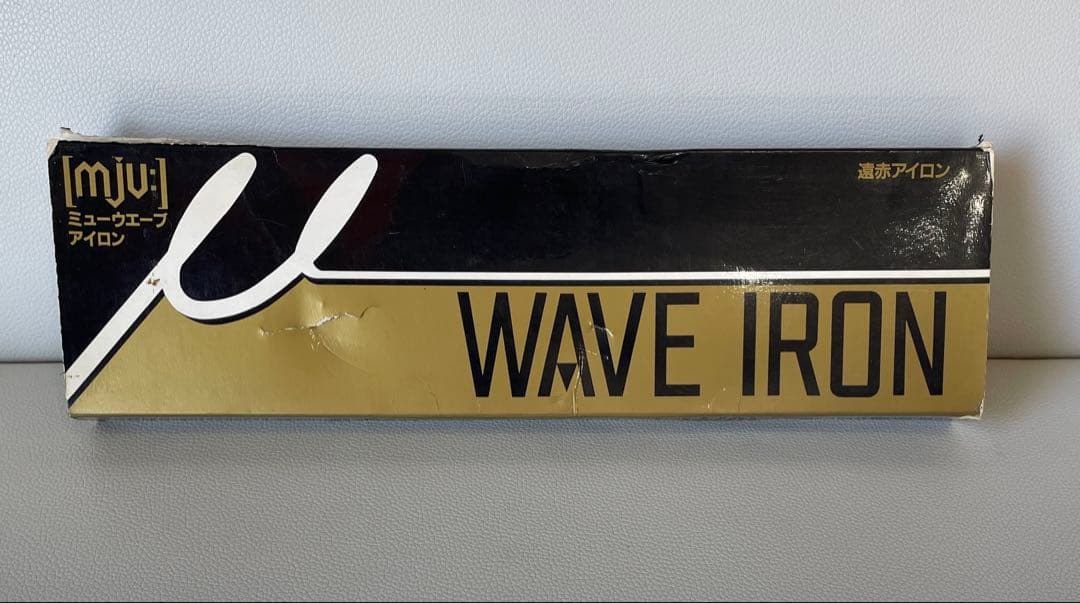 [mju:]
ミューウエーブ
アイロン
μ
遠赤アイロン
WAVE IRON